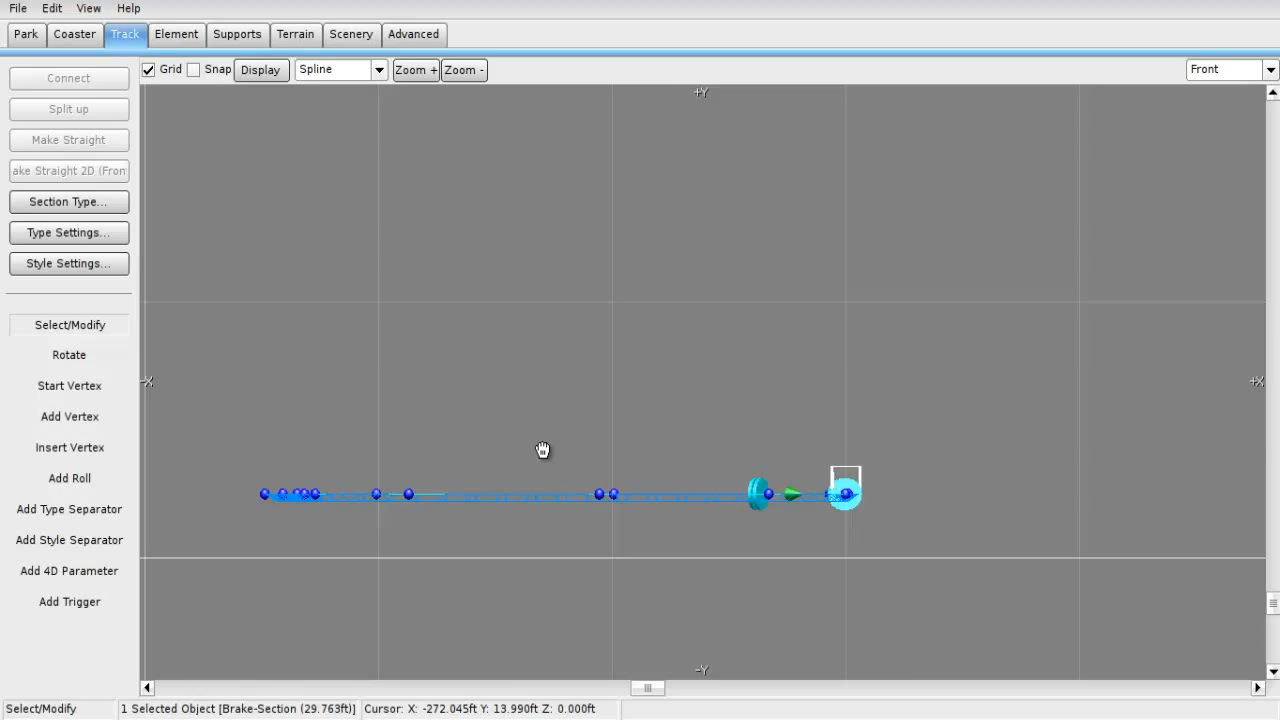 File Edit View Help
Park Coaster Track Element Supports Terrain Scenery Advanced
Connect
Grid Snap Display Spline Zoom + Zoom - Front
Split up
Make Straight
ake Straight 2D (Fron
Section Type...
Type Settings...
Style Settings...
Select/Modify
Rotate
Start Vertex
Add Vertex
Insert Vertex
Add Roll
Add Type Separator
Add Style Separator
Add 4D Parameter
Add Trigger
+Y
-X
+X
-Y
Select/Modify 1 Selected Object [Brake-Section (29.763ft)] Cursor: X: -272.045ft Y: 13.990ft Z: 0.000ft